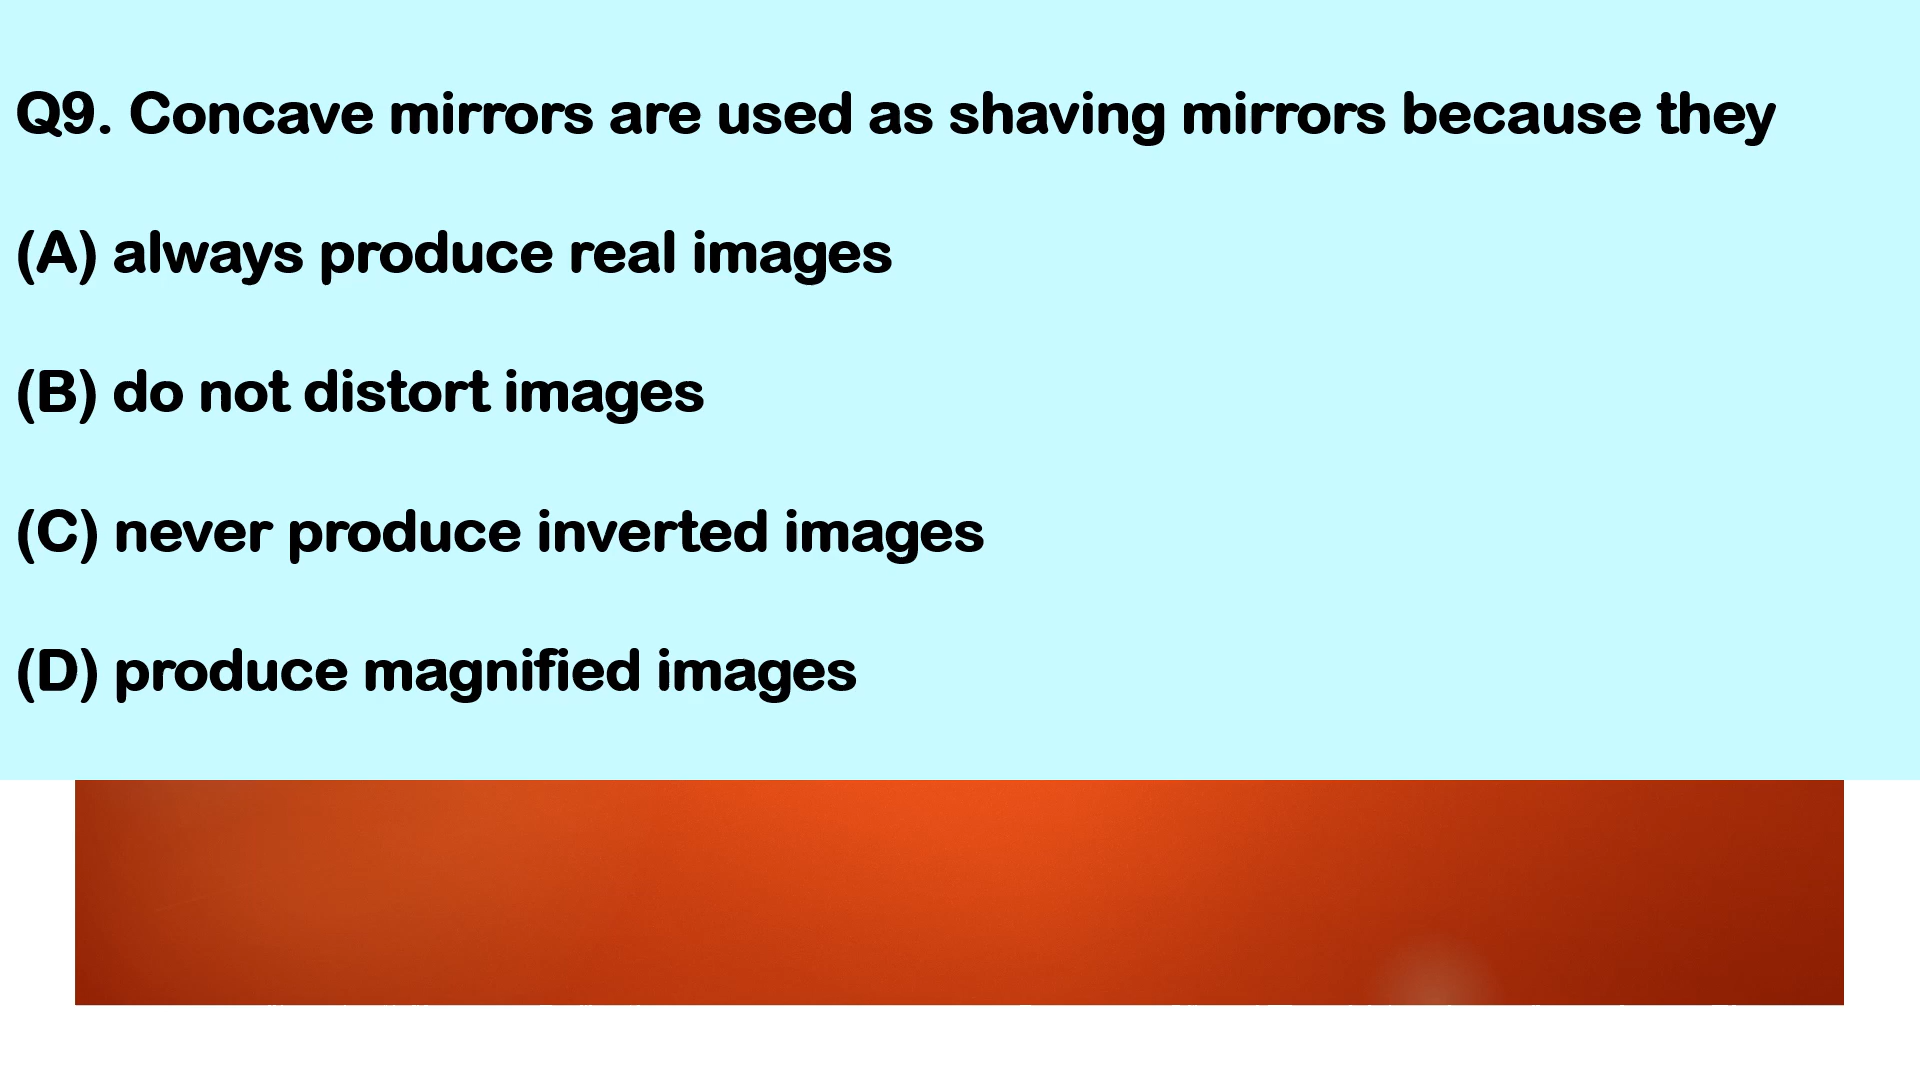 Q9. Concave mirrors are used as shaving mirrors because they
(A) always produce real images
(B) do not distort images
(C) never produce inverted images
(D) produce magnified images